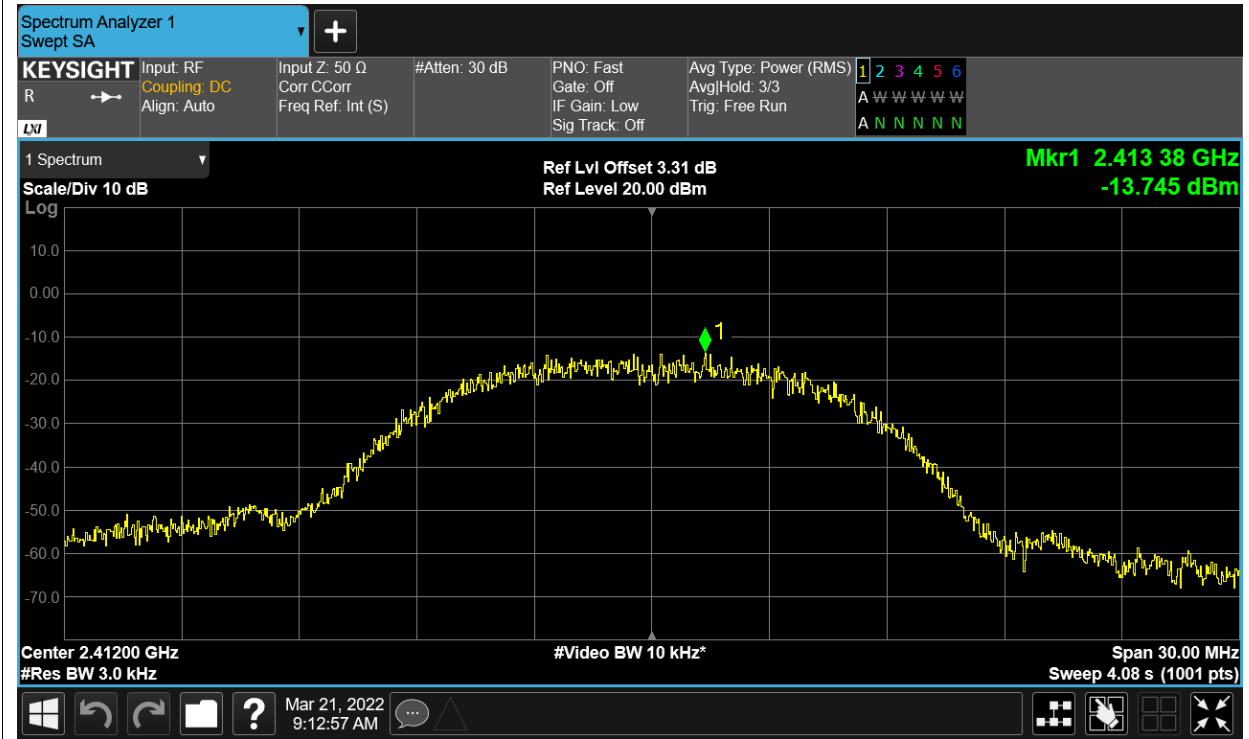 Spectrum Analyzer 1
Swept SA
KEYSIGHT
R
LXI
Input: RF
Coupling: DC
Align: Auto
Input Z: 50 Ω
Corr CCorr
Freq Ref: Int (S)
#Atten: 30 dB
PNO: Fast
Gate: Off
IF Gain: Low
Sig Track: Off
Avg Type: Power (RMS)
Avg|Hold: 3/3
Trig: Free Run
1 2 3 4 5 6
A W W W W W
A N N N N N
1 Spectrum
Scale/Div 10 dB
Log
Ref Lvl Offset 3.31 dB
Ref Level 20.00 dBm
Mkr1 2.413 38 GHz
-13.745 dBm
10.0
0.00
-10.0
-20.0
-30.0
-40.0
-50.0
-60.0
-70.0
1
Center 2.41200 GHz
#Res BW 3.0 kHz
#Video BW 10 kHz*
Span 30.00 MHz
Sweep 4.08 s (1001 pts)
?
Mar 21, 2022
9:12:57 AM